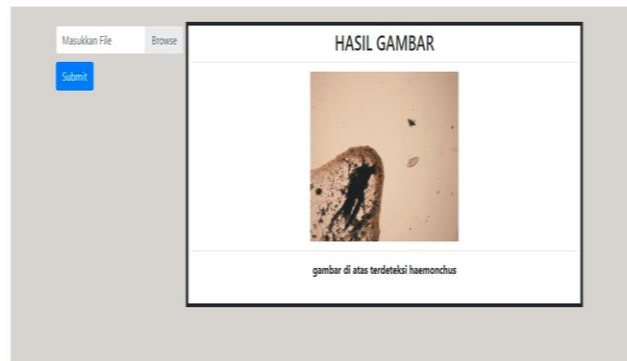 Masukkan File
Browse
Submit
HASIL GAMBAR
gambar di atas terdeteksi haemonchus